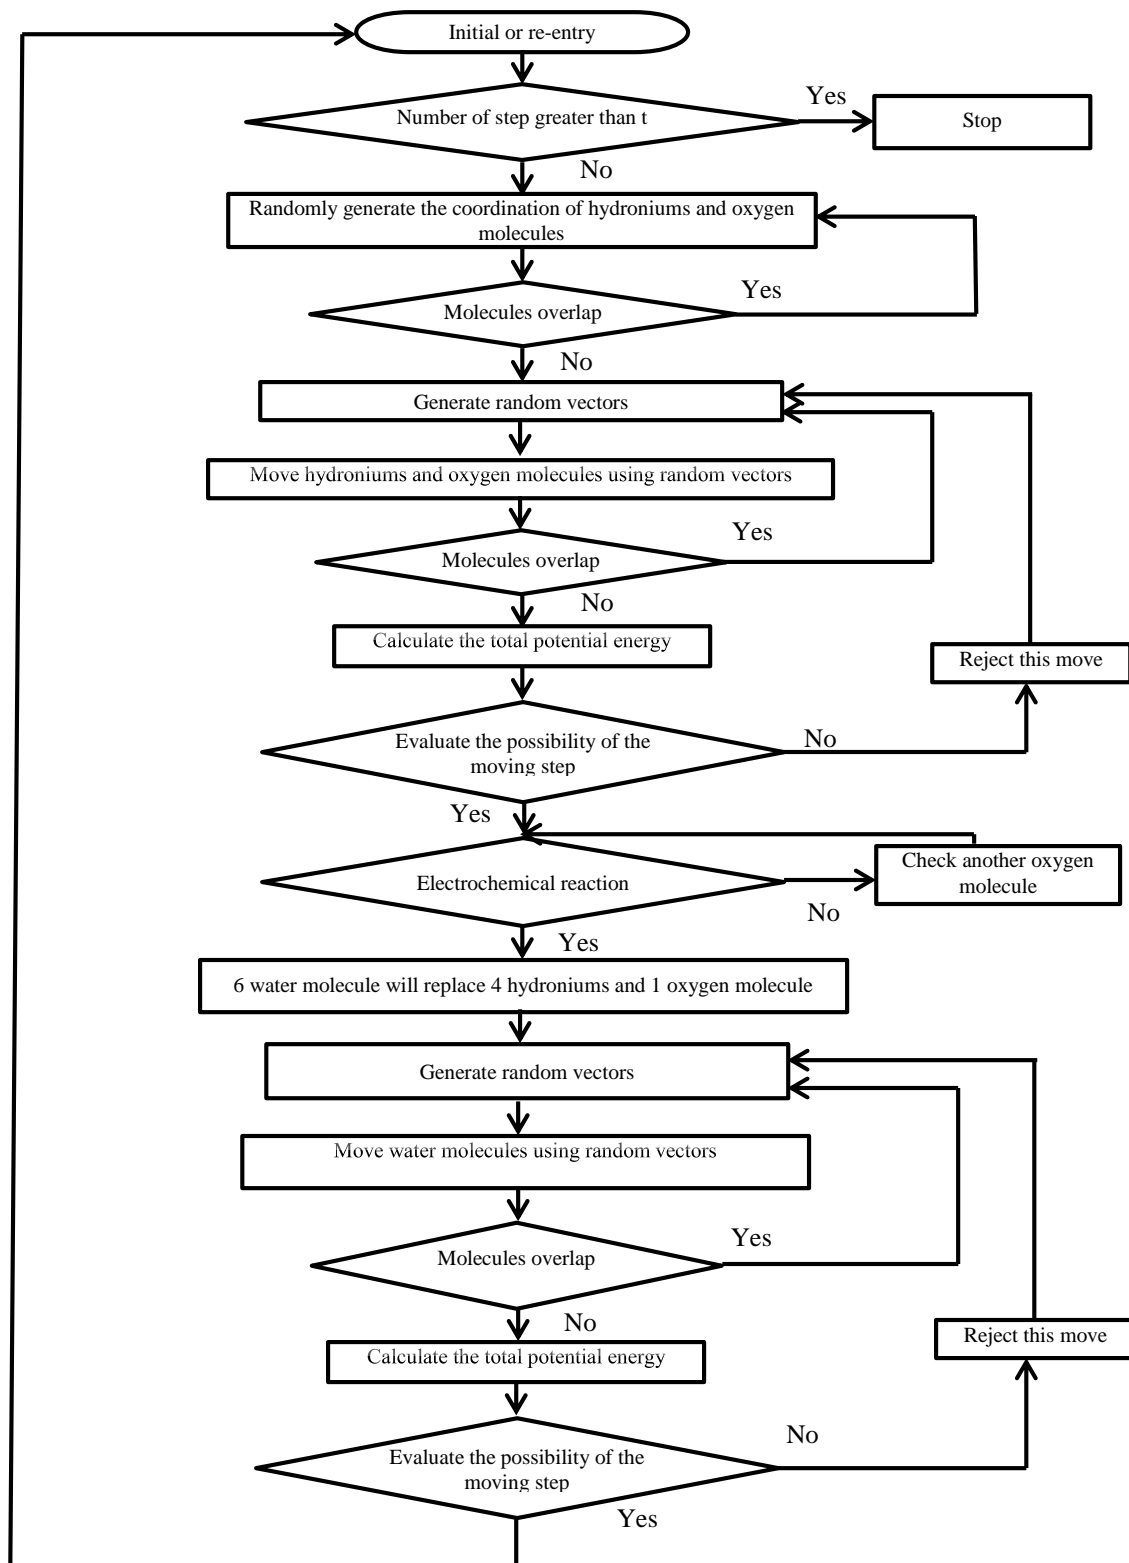 Initial or re-entry
Number of step greater than t
Yes
Stop
No
Randomly generate the coordination of hydroniums and oxygen
molecules
Molecules overlap
Yes
No
Generate random vectors
Move hydroniums and oxygen molecules using random vectors
Yes
Molecules overlap
No
Calculate the total potential energy
Reject this move
Evaluate the possibility of the
moving step
No
Yes
Check another oxygen
molecule
Electrochemical reaction
No
Yes
6 water molecule will replace 4 hydroniums and 1 oxygen molecule
Generate random vectors
Move water molecules using random vectors
Molecules overlap
Yes
No
Reject this move
Calculate the total potential energy
No
Evaluate the possibility of the
moving step
Yes